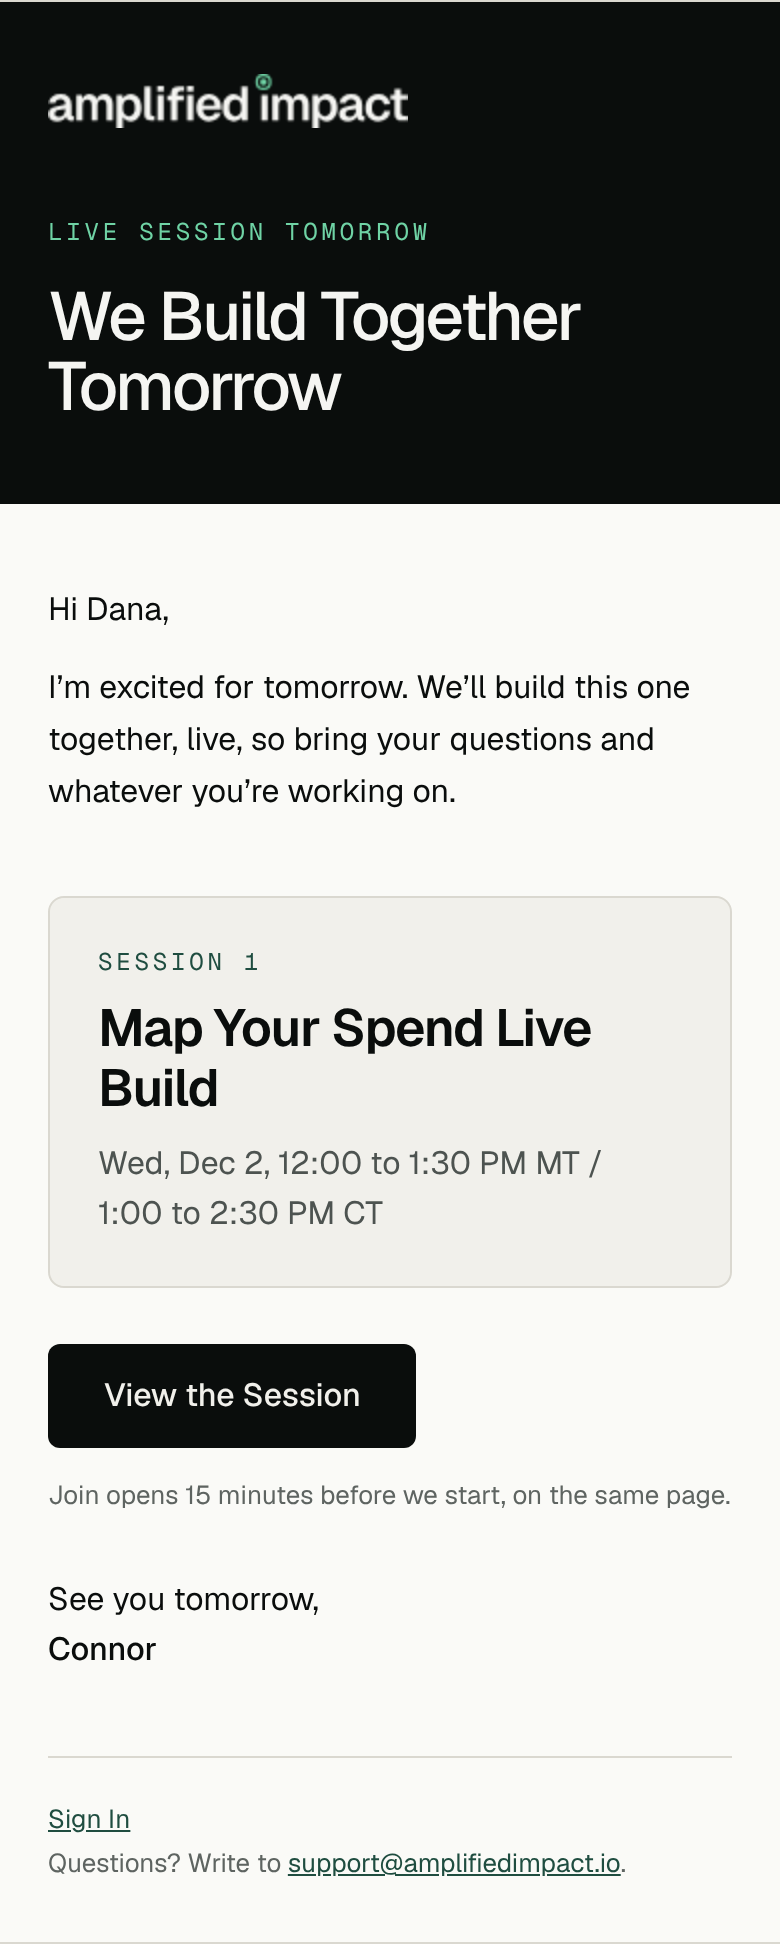 amplified impact
LIVE SESSION TOMORROW
We Build Together
Tomorrow
Hi Dana,
I’m excited for tomorrow. We’ll build this one
together, live, so bring your questions and
whatever you’re working on.
SESSION 1
Map Your Spend Live
Build
Wed, Dec 2, 12:00 to 1:30 PM MT /
1:00 to 2:30 PM CT
View the Session
Join opens 15 minutes before we start, on the same page.
See you tomorrow,
Connor
Sign In
Questions? Write to support@amplifiedimpact.io.